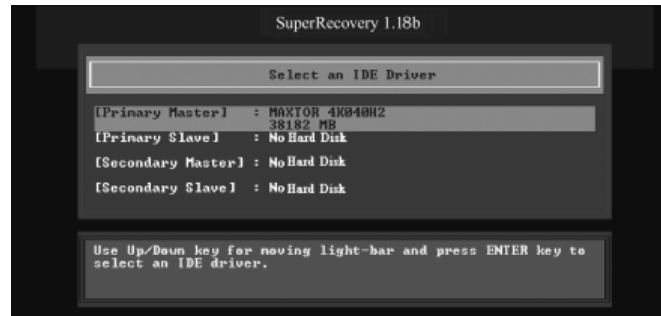 SuperRecovery 1.18b
Select an IDE Driver
[Primary Master] : MAXTOR 4K040H2
38182 MB
[Primary Slave] : No Hard Disk
[Secondary Master] : No Hard Disk
[Secondary Slave] : No Hard Disk
Use Up/Down key for moving light-bar and press ENTER key to
select an IDE driver.